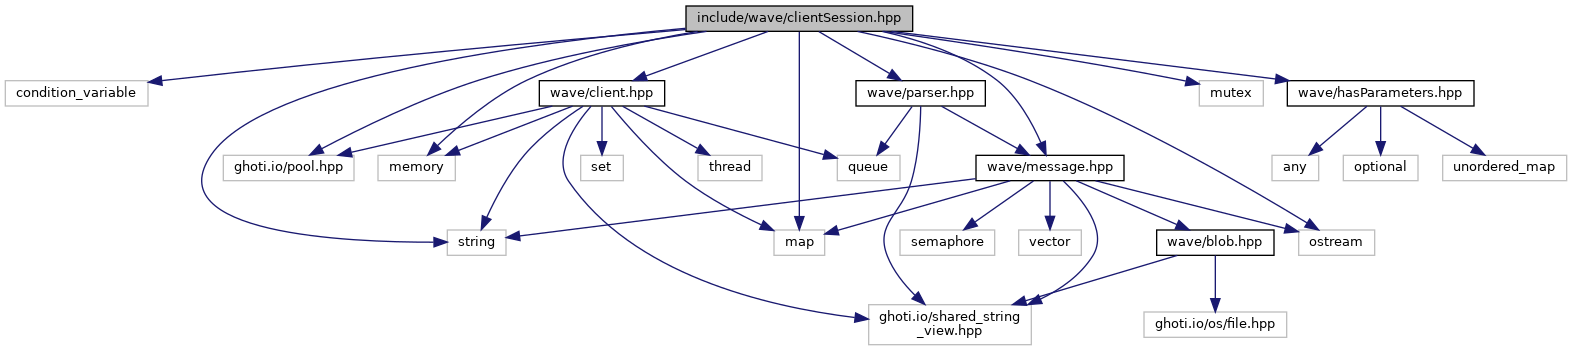 include/wave/clientSession.hpp
condition_variable
wave/client.hpp
wave/parser.hpp
mutex
wave/hasParameters.hpp
ghoti.io/pool.hpp
memory
set
thread
queue
wave/message.hpp
any
optional
unordered_map
string
map
semaphore
vector
wave/blob.hpp
ostream
ghoti.io/shared_string
_view.hpp
ghoti.io/os/file.hpp